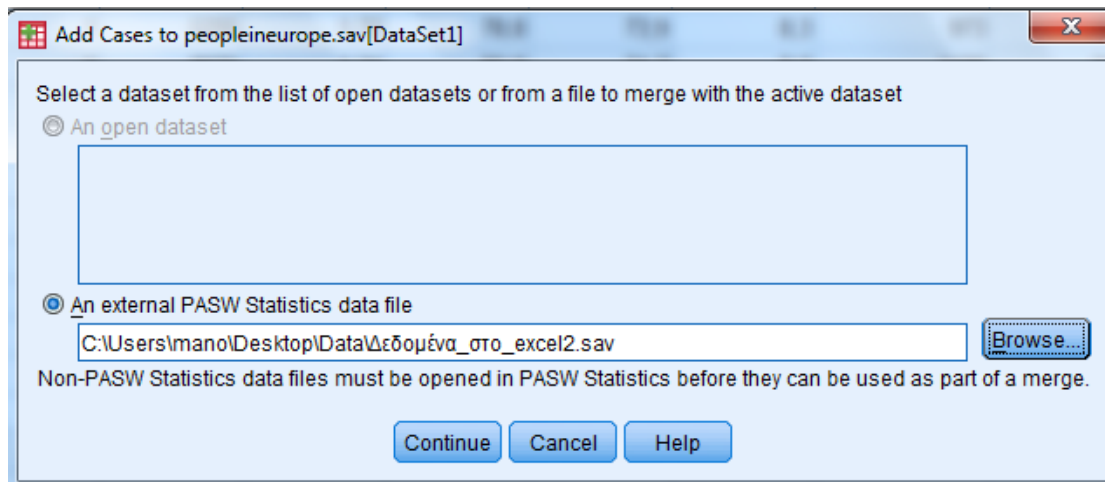 Add Cases to peopleineurope.sav[DataSet1]
Select a dataset from the list of open datasets or from a file to merge with the active dataset
An open dataset
An external PASW Statistics data file
C:\Users\mano\Desktop\Data\Δεδομένα_στο_excel2.sav
Browse...
Non-PASW Statistics data files must be opened in PASW Statistics before they can be used as part of a merge.
Continue Cancel Help